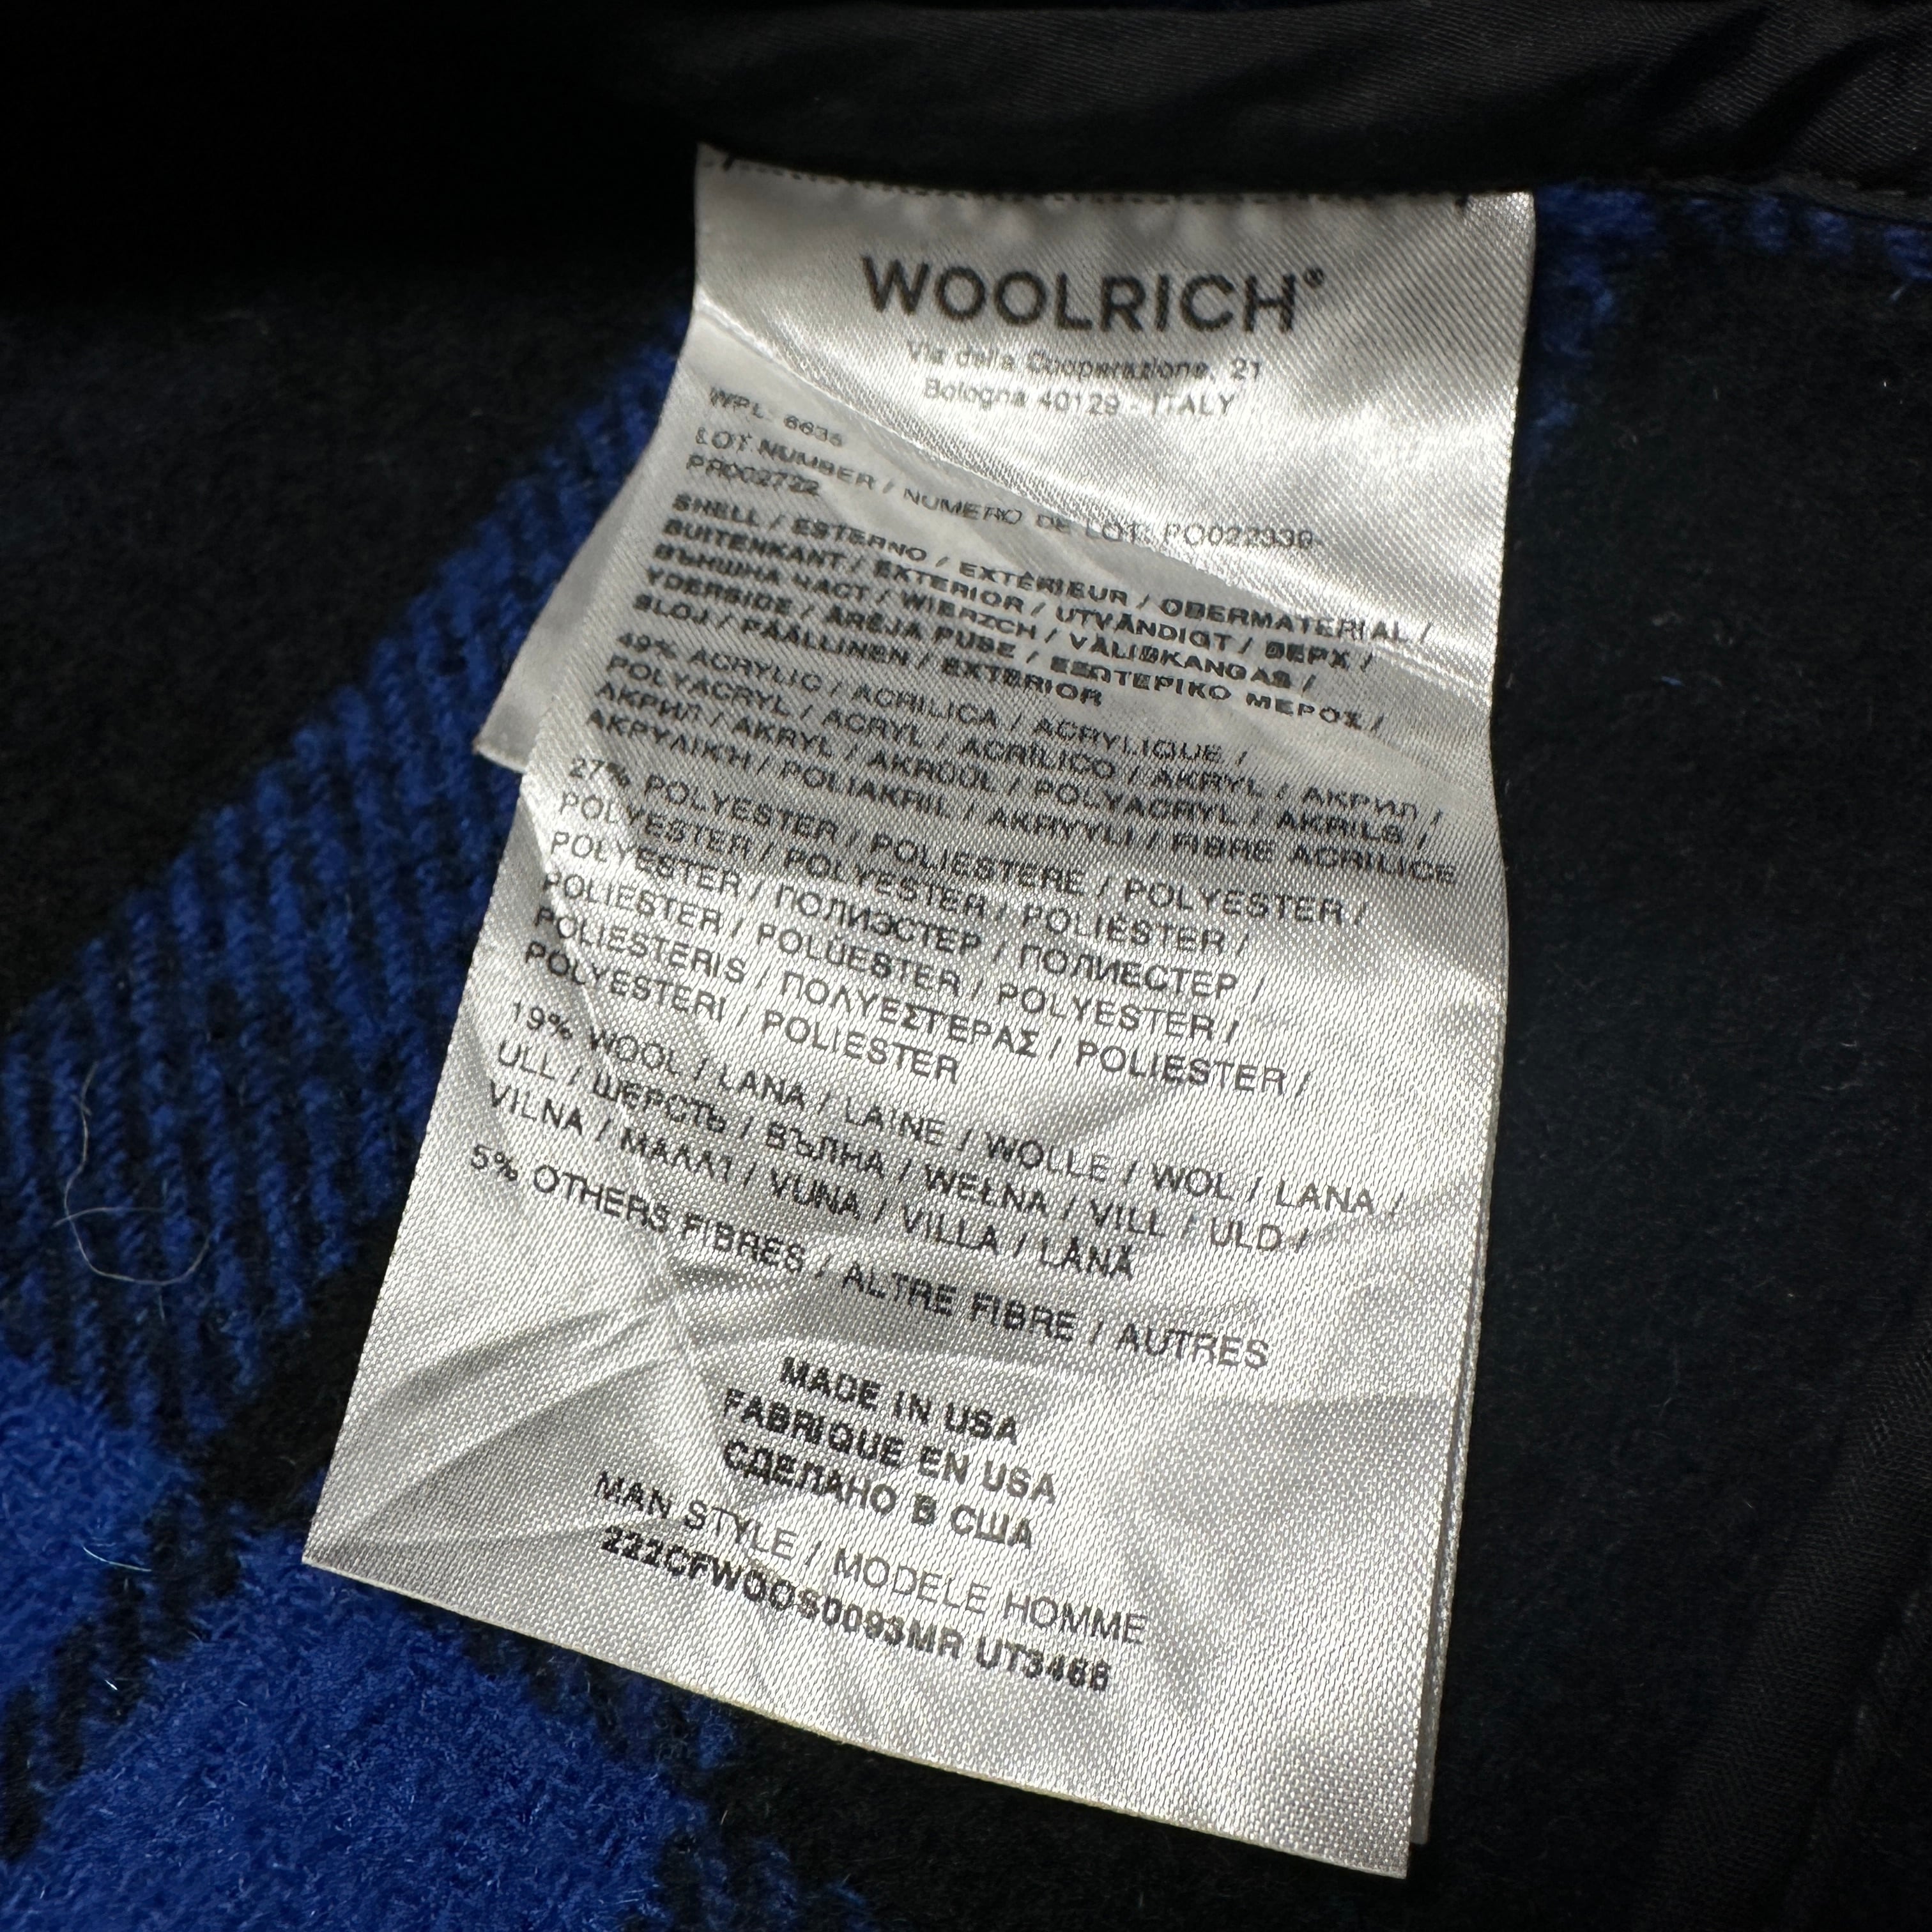 WOOLRICH®
Via della Cooperazione, 21
Bologna 40129 - ITALY
WPL: 6635
LOT NUMBER / NUMERO DE LOT: PO022339-
PR002722
SHELL / ESTERNO / EXTÉRIEUR / OBERMATERIAL /
BUITENKANT / EXTERIOR / UTVÄNDIGT / ВЕРХ /
ВЪНШНА ЧАСТ / WIERZCH / VÄLISKANGAS /
YDERSIDE / ĀRĒJĀ PUSE / ΕΞΩΤΕΡΙΚΟ ΜΕΡΟΣ /
SLOJ / PÄÄLLINEN / EXTERIOR
49% ACRYLIC / ACRILICA / ACRYLIQUE /
POLYACRYL / ACRYL / ACRÍLICO / AKRYL / АКРИЛ /
АКРИЛ / AKRYL / AKRÜÜL / POLYACRYL / AKRILS /
ΑΚΡΥΛΙΚΗ / POLIAKRIL / AKRYYLI / FIBRE ACRILICE
27% POLYESTER / POLIESTERE / POLYESTER /
POLYESTER / POLYESTER / POLIÉSTER /
POLYESTER / ПОЛИЭСТЕР / ПОЛИЕСТЕР /
POLIESTER / POLÜESTER / POLYESTER /
POLIESTERIS / ΠΟΛΥΕΣΤΕΡΑΣ / POLIESTER /
POLYESTERI / POLIESTER
19% WOOL / LANA / LAINE / WOLLE / WOL / LANA /
ULL / ШЕРСТЬ / ВЪЛНА / WEŁNA / VILL / ULD /
VILNA / ΜΑΛΛΙ / VUNA / VILLA / LÂNĂ
5% OTHERS FIBRES / ALTRE FIBRE / AUTRES
MADE IN USA
FABRIQUE EN USA
СДЕЛАНО В США
MAN STYLE / MODELE HOMME
222CFWOOS0093MR UT3466